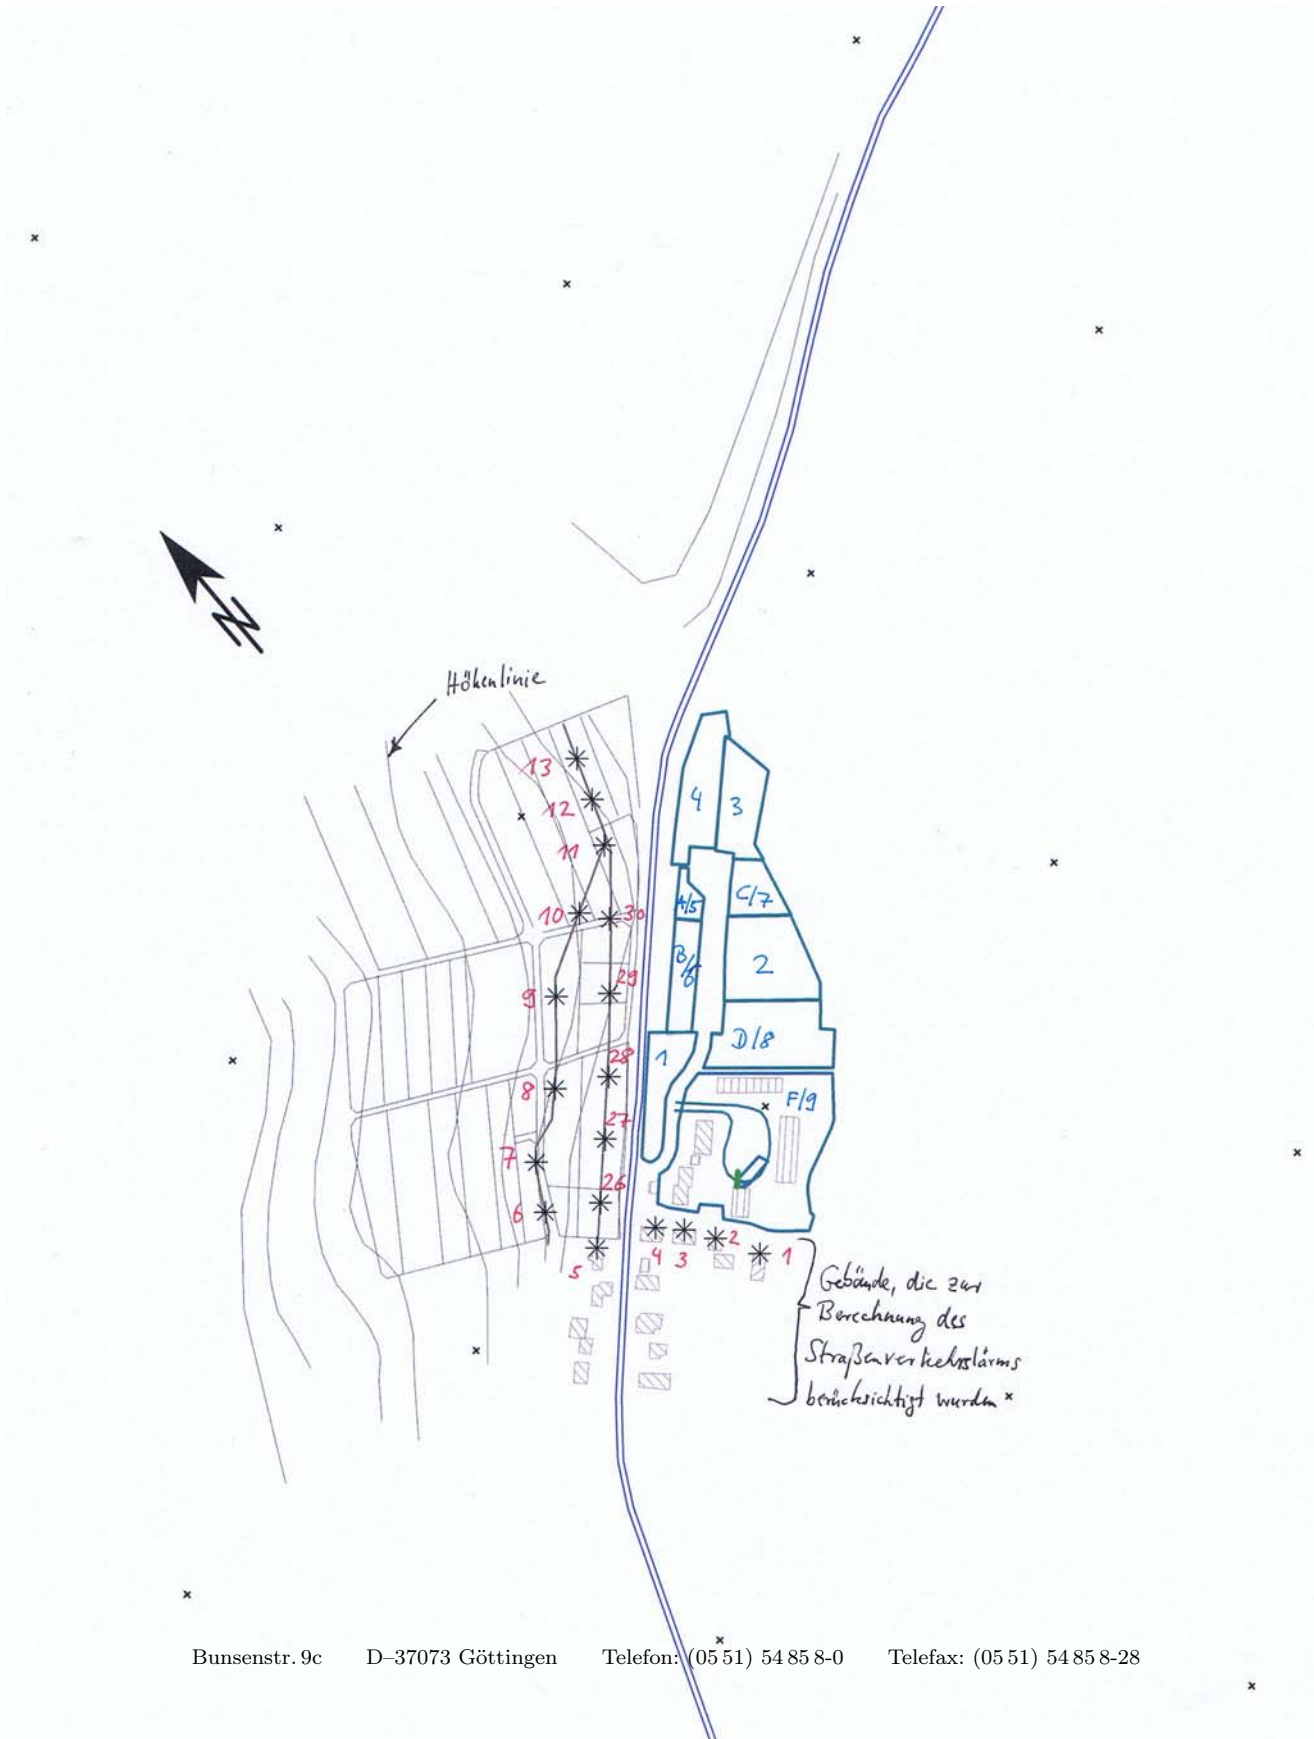 N
Höhenlinie
13
12
11
10
30
9
29
28
8
27
7
26
6
5
4
3
2
1
4
3
A/5
C/7
B/6
2
D/8
1
F/9
Gebäude, die zur
Berechnung des
Straßenverkehrslärms
berücksichtigt wurden
Bunsenstr. 9c D–37073 Göttingen Telefon: (05 51) 54 85 8-0 Telefax: (05 51) 54 85 8-28